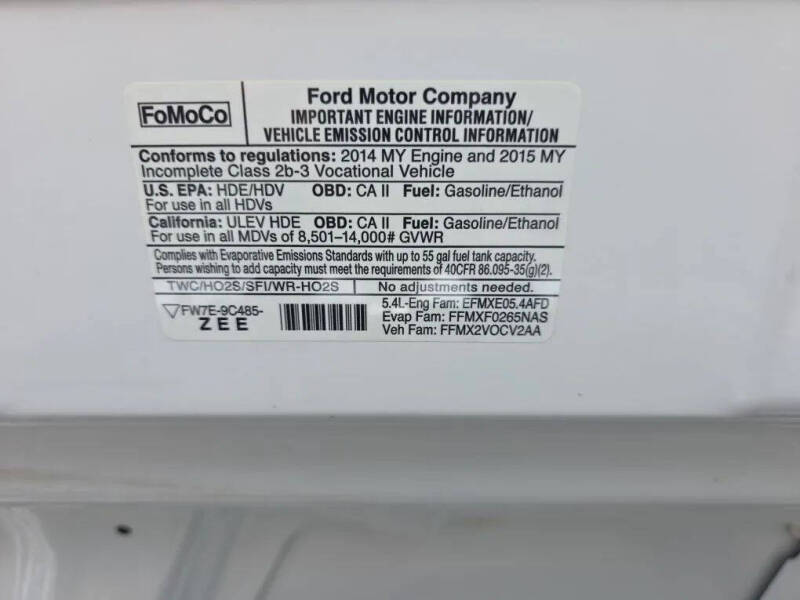 FoMoCo
Ford Motor Company
IMPORTANT ENGINE INFORMATION/
VEHICLE EMISSION CONTROL INFORMATION
Conforms to regulations: 2014 MY Engine and 2015 MY
Incomplete Class 2b-3 Vocational Vehicle
U.S. EPA: HDE/HDV OBD: CA II Fuel: Gasoline/Ethanol
For use in all HDVs
California: ULEV HDE OBD: CA II Fuel: Gasoline/Ethanol
For use in all MDVs of 8,501–14,000# GVWR
Complies with Evaporative Emissions Standards with up to 55 gal fuel tank capacity.
Persons wishing to add capacity must meet the requirements of 40CFR 86.095-35(g)(2).
TWC/HO2S/SFI/WR-HO2S No adjustments needed.
FW7E-9C485-
ZEE
5.4L-Eng Fam: EFMXE05.4AFD
Evap Fam: FFMXF0265NAS
Veh Fam: FFMX2VOCV2AA